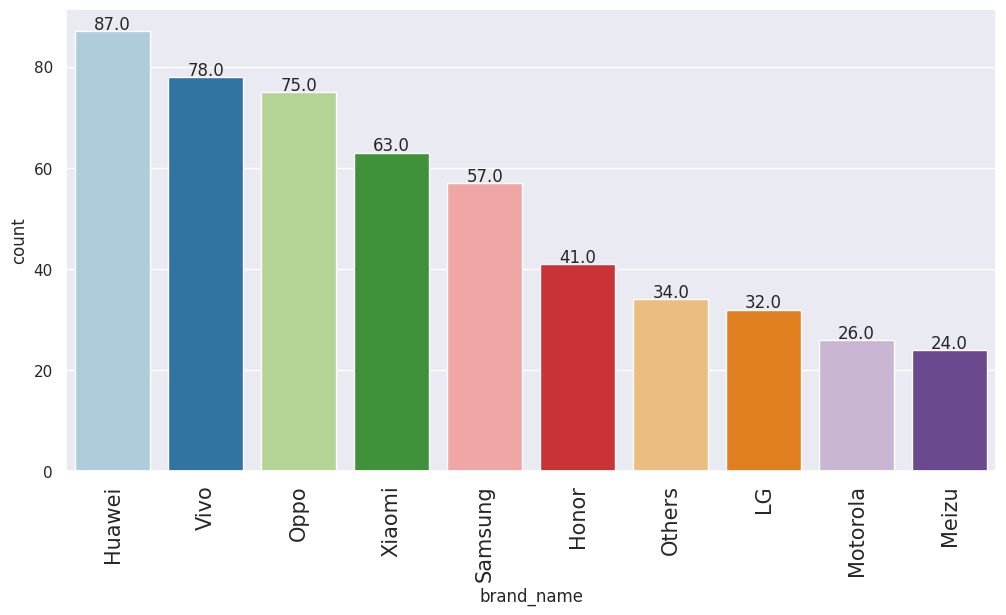 87.0
78.0
75.0
63.0
57.0
41.0
34.0
32.0
26.0
24.0
80
60
40
20
0
count
Huawei
Vivo
Oppo
Xiaomi
Samsung
Honor
Others
LG
Motorola
Meizu
brand_name